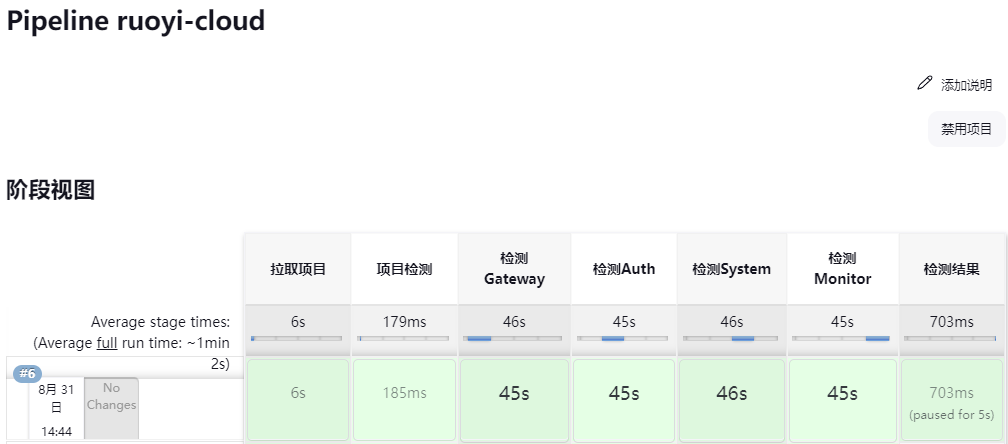 Pipeline ruoyi-cloud
添加说明
禁用项目
阶段视图
拉取项目
项目检测
检测
Gateway
检测Auth
检测System
检测
Monitor
检测结果
Average stage times:
6s
179ms
46s
45s
46s
45s
703ms
(Average full run time: ~1min
2s)
#6
8月 31
日
14:44
No
Changes
6s
185ms
45s
45s
46s
45s
703ms
(paused for 5s)